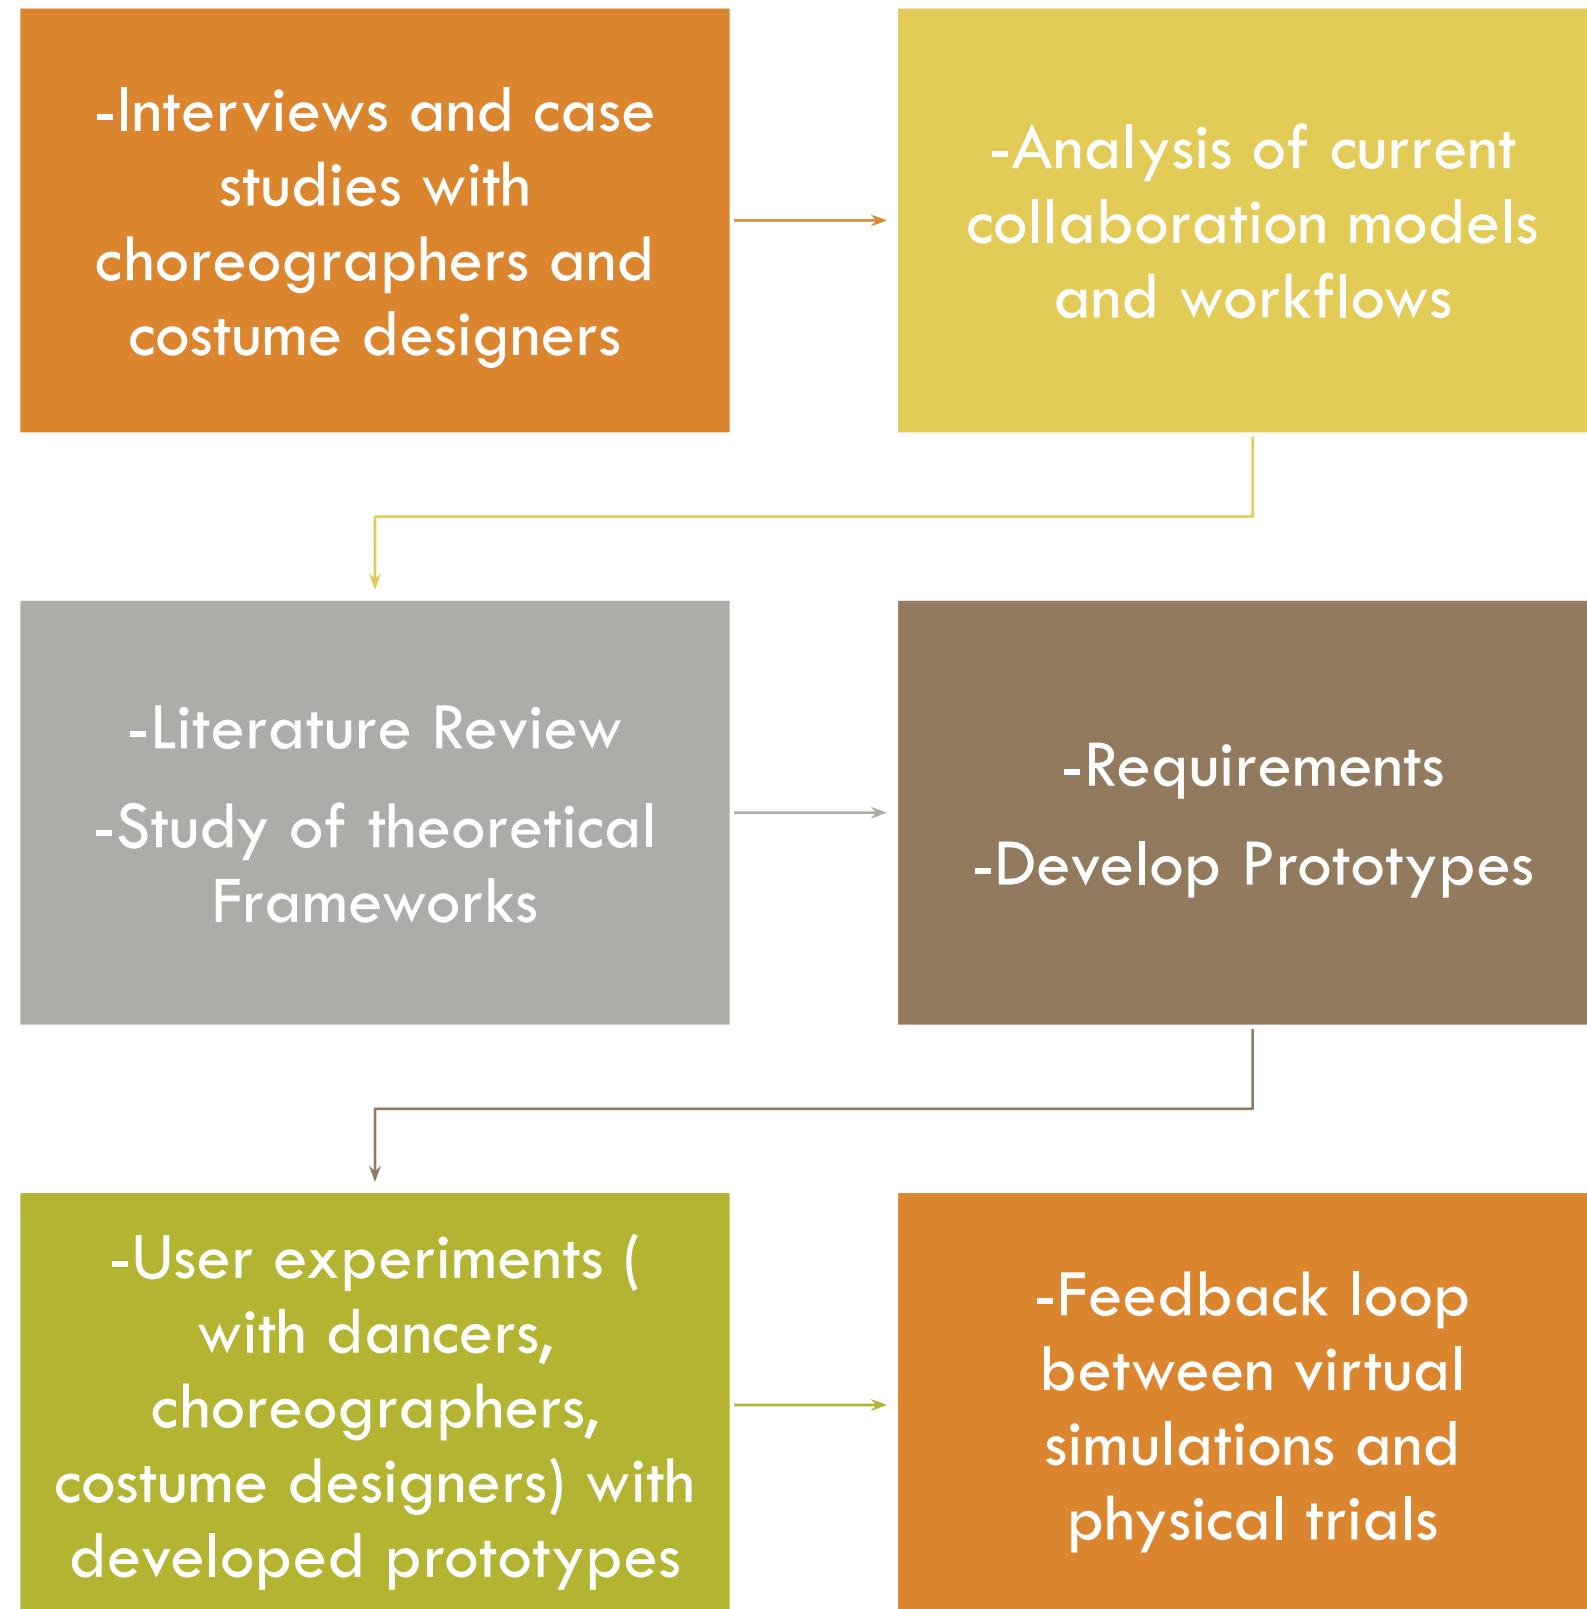 -Interviews and case
studies with
choreographers and
costume designers
-Analysis of current
collaboration models
and workflows
-Literature Review
-Study of theoretical
Frameworks
-Requirements
-Develop Prototypes
-User experiments (
with dancers,
choreographers,
costume designers) with
developed prototypes
-Feedback loop
between virtual
simulations and
physical trials